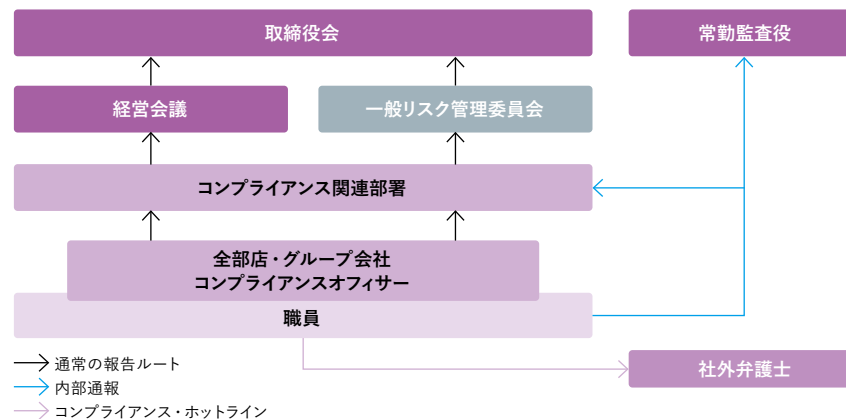 取締役会
常勤監査役
経営会議
一般リスク管理委員会
コンプライアンス関連部署
全部店・グループ会社
コンプライアンスオフィサー
職員
社外弁護士
通常の報告ルート
内部通報
コンプライアンス・ホットライン